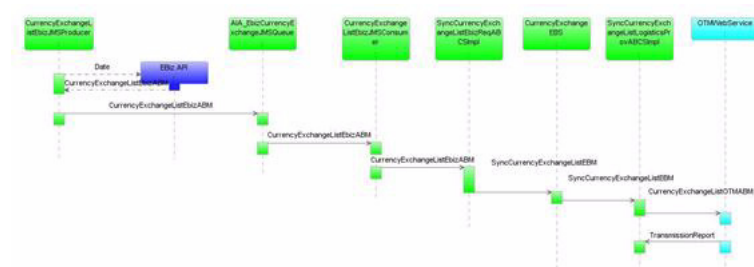 CurrencyExchangeL
istEbizJMSProducer
AIA_EbizCurrencyE
xchangeJMSQueue
CurrencyExchange
ListEbizJMSConsum
er
SyncCurrencyExch
angeListEbizReqAB
CSImpl
CurrencyExchange
EBS
SyncCurrencyExch
angeListLogisticsPr
ovABCSImpl
OTMWebService
Date
EBiz API
CurrencyExchangeListEbizABM
CurrencyExchangeListEbizABM
CurrencyExchangeListEbizABM
CurrencyExchangeListEbizABM
SyncCurrencyExchangeListEBM
SyncCurrencyExchangeListEBM
CurrencyExchangeListOTMABM
TransmissionReport